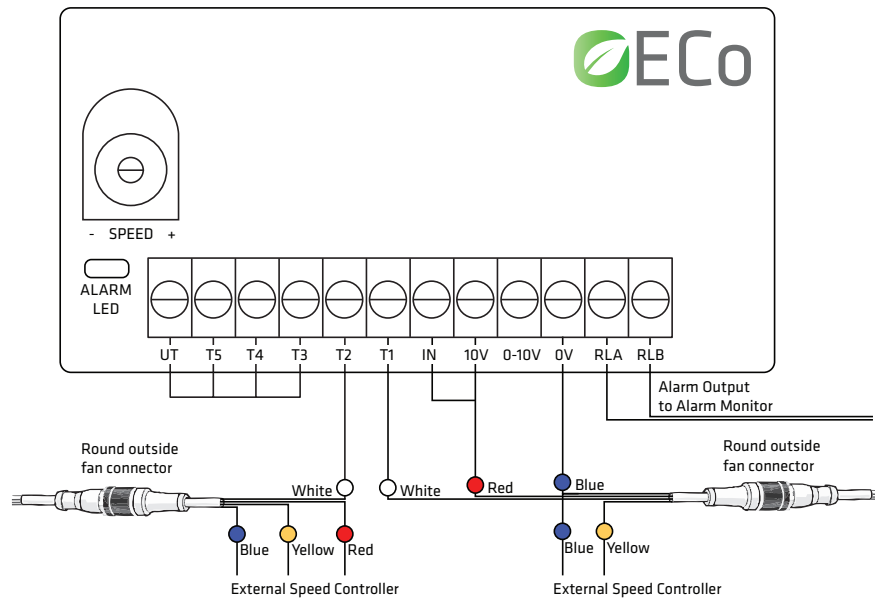 ECo
- SPEED +
ALARM
LED
UT T5 T4 T3 T2 T1 IN 10V 0-10V 0V RLA RLB
Alarm Output
to Alarm Monitor
Round outside
fan connector
Round outside
fan connector
White White Red Blue
Blue Yellow Red Blue Yellow
External Speed Controller External Speed Controller